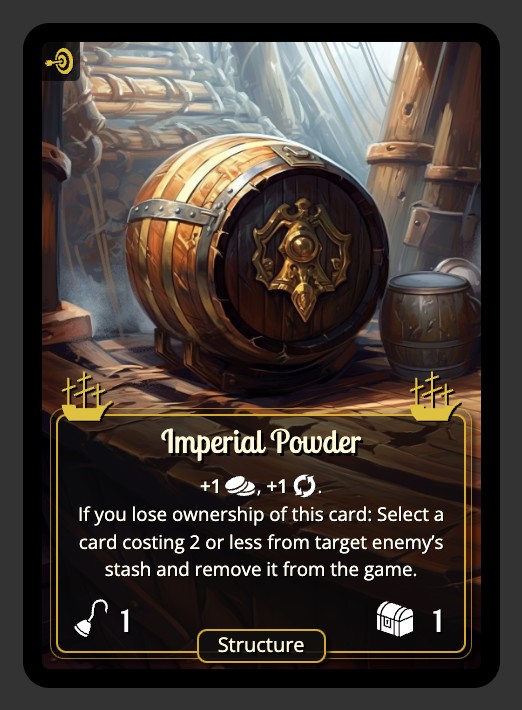 Imperial Powder
+1 , +1 .
If you lose ownership of this card: Select a
card costing 2 or less from target enemy’s
stash and remove it from the game.
1
1
Structure